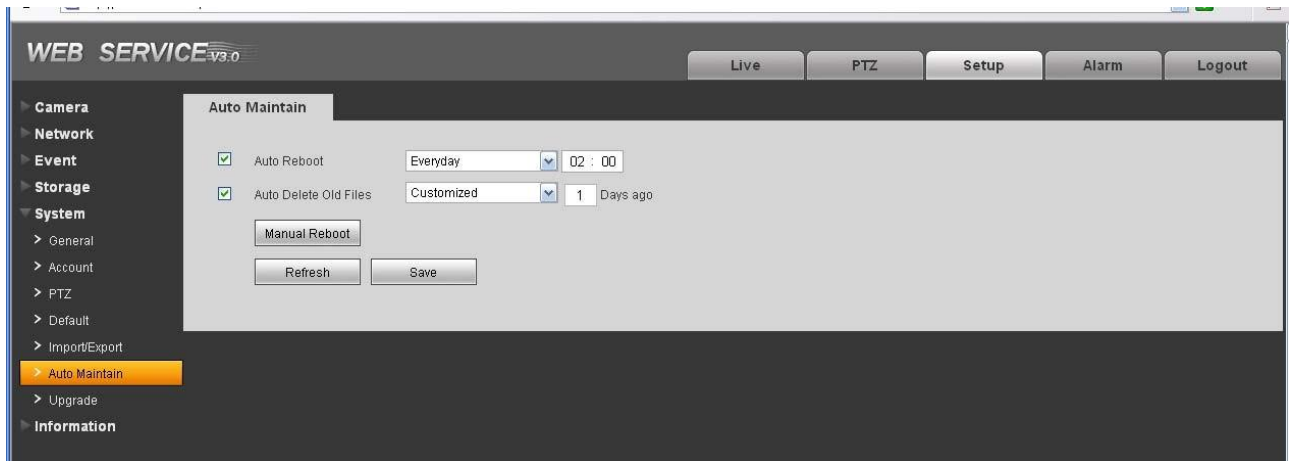 WEB SERVICE V3.0
Live PTZ Setup Alarm Logout
Camera
Network
Event
Storage
System
> General
> Account
> PTZ
> Default
> Import/Export
> Auto Maintain
> Upgrade
Information
Auto Maintain
Auto Reboot Everyday 02 : 00
Auto Delete Old Files Customized 1 Days ago
Manual Reboot
Refresh Save